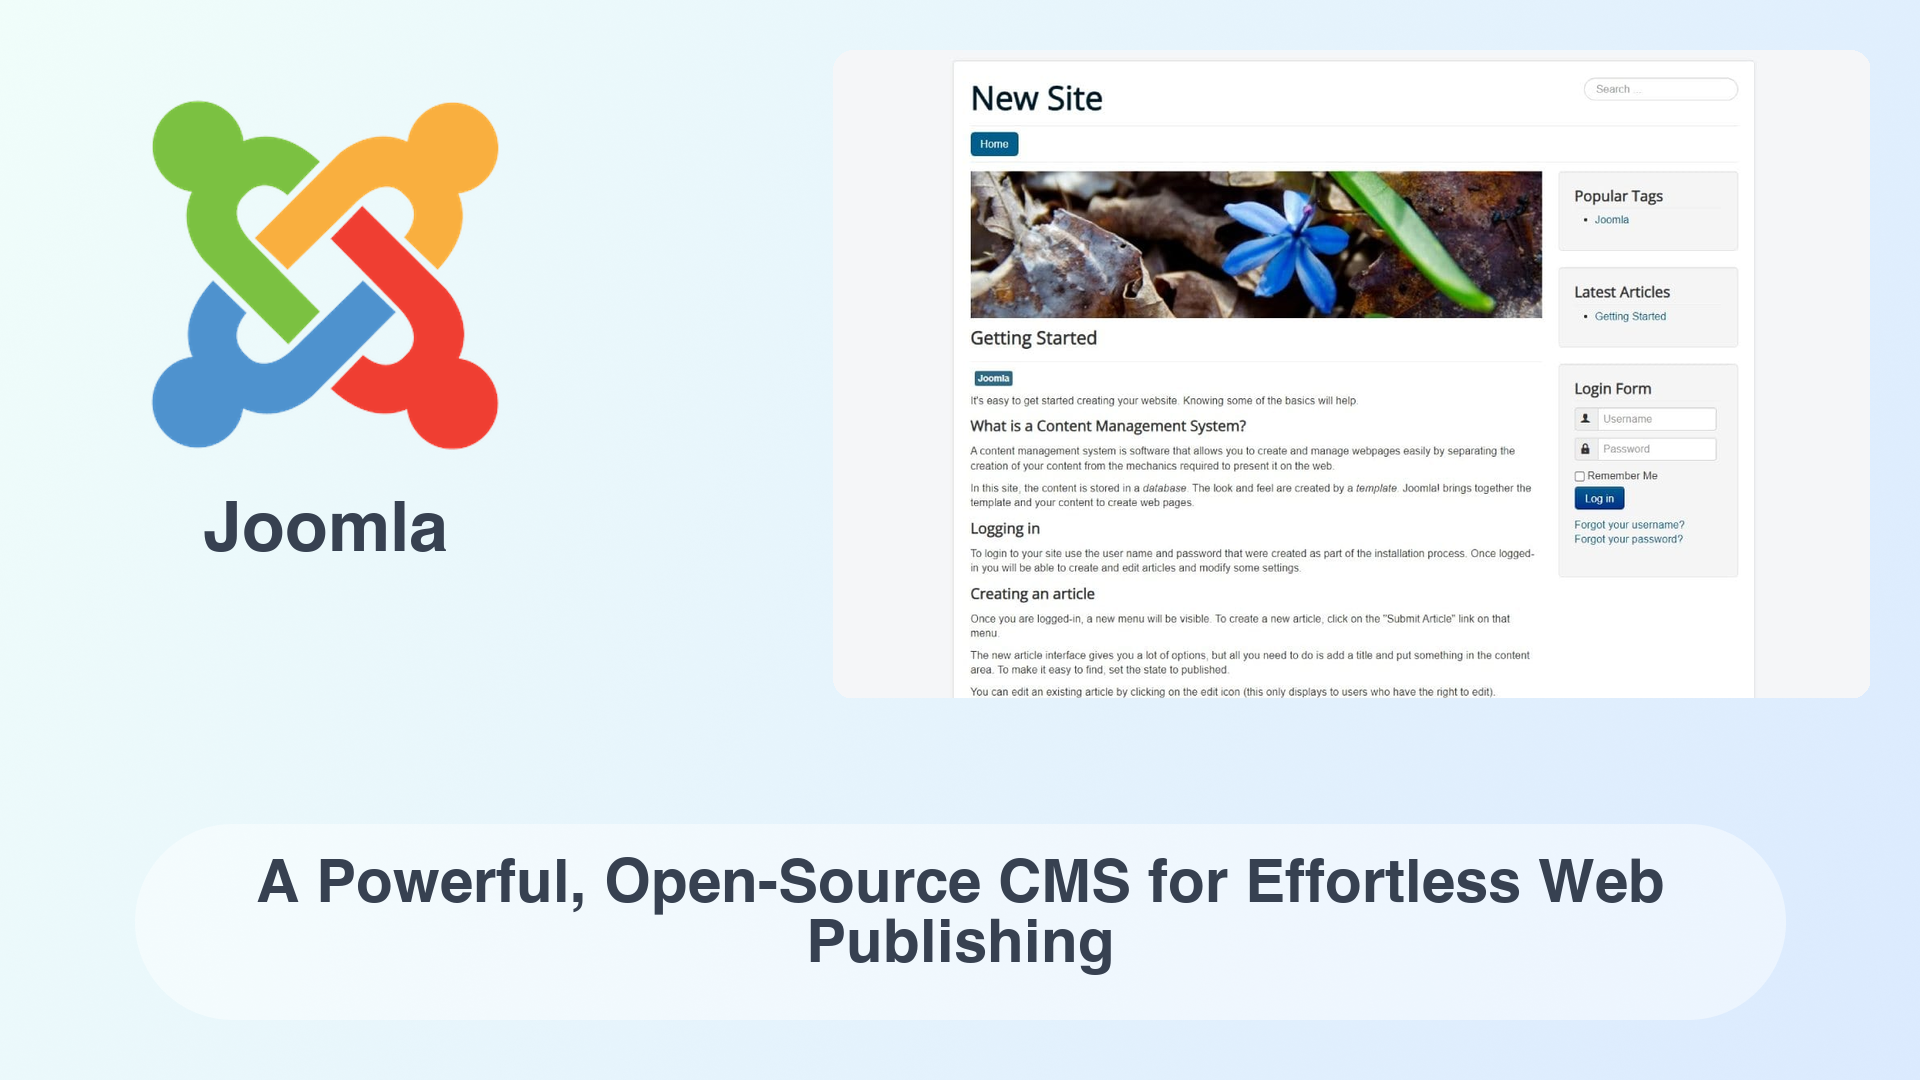 Joomla
New Site
Search ...
Home
Getting Started
Joomla
It's easy to get started creating your website. Knowing some of the basics will help.
What is a Content Management System?
A content management system is software that allows you to create and manage webpages easily by separating the
creation of your content from the mechanics required to present it on the web.
In this site, the content is stored in a database. The look and feel are created by a template. Joomla! brings together the
template and your content to create web pages.
Logging in
To login to your site use the user name and password that were created as part of the installation process. Once logged-
in you will be able to create and edit articles and modify some settings.
Creating an article
Once you are logged-in, a new menu will be visible. To create a new article, click on the "Submit Article" link on that
menu.
The new article interface gives you a lot of options, but all you need to do is add a title and put something in the content
area. To make it easy to find, set the state to published.
You can edit an existing article by clicking on the edit icon (this only displays to users who have the right to edit).
Popular Tags
Joomla
Latest Articles
Getting Started
Login Form
Username
Password
Remember Me
Log in
Forgot your username?
Forgot your password?
A Powerful, Open-Source CMS for Effortless Web
Publishing